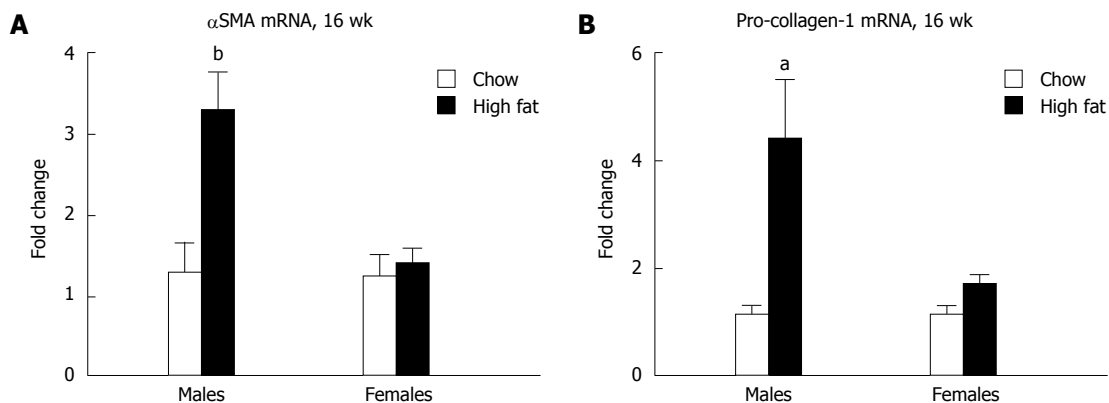 A
αSMA mRNA, 16 wk
4
3
2
1
0
Fold change
b
Chow
High fat
Males
Females
B
Pro-collagen-1 mRNA, 16 wk
6
4
2
0
Fold change
a
Chow
High fat
Males
Females